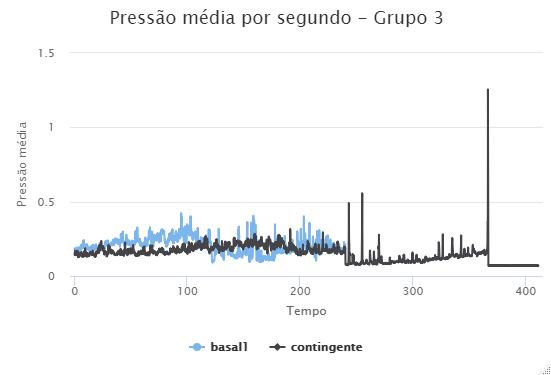 Pressão média por segundo - Grupo 3
1.5
1
0.5
0
Pressão média
0
100
200
300
400
Tempo
basal1
contingente